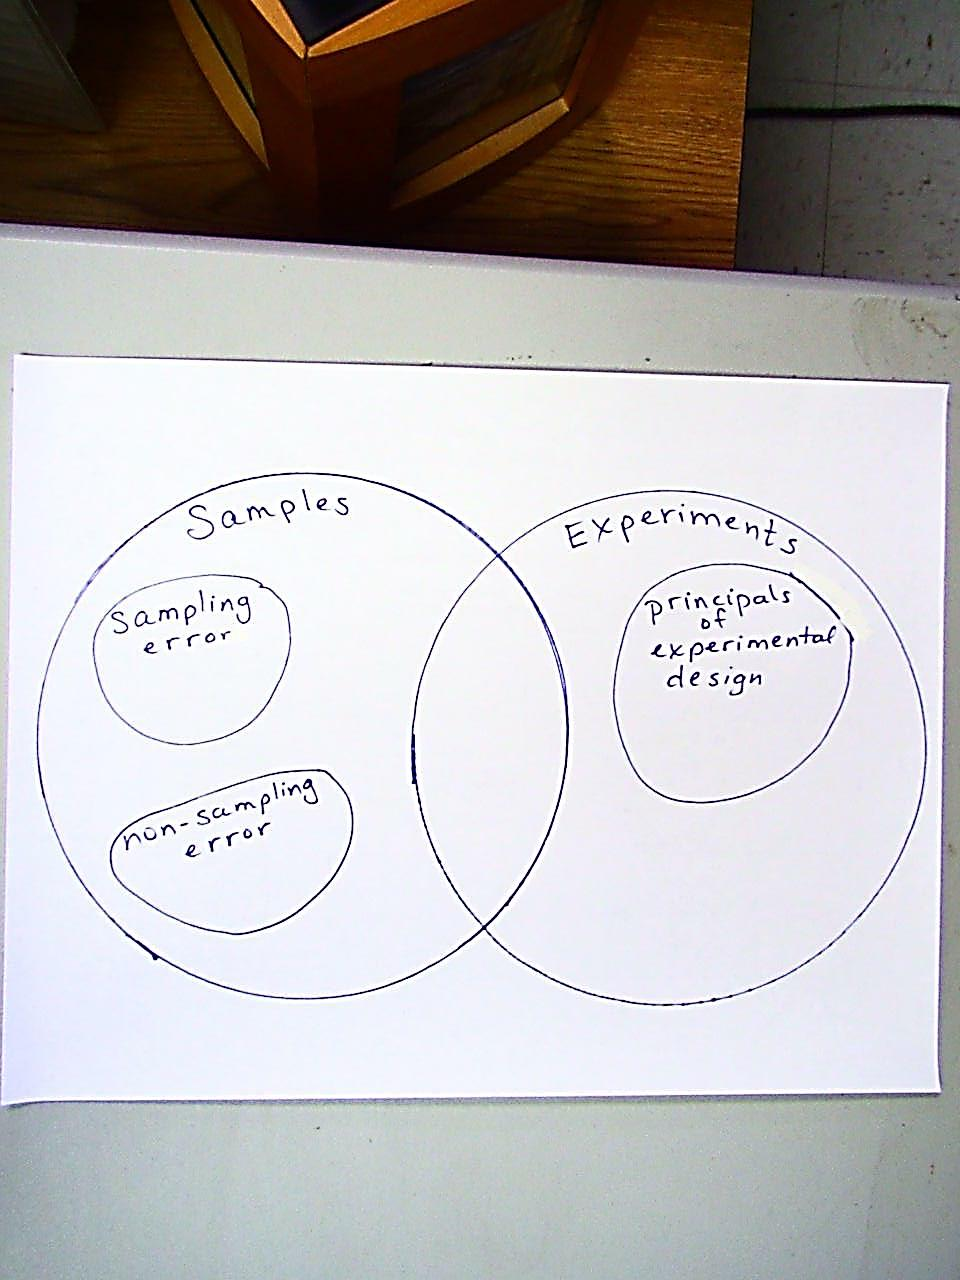 Samples
Sampling
error
non-sampling
error
Experiments
principals
of
experimental
design